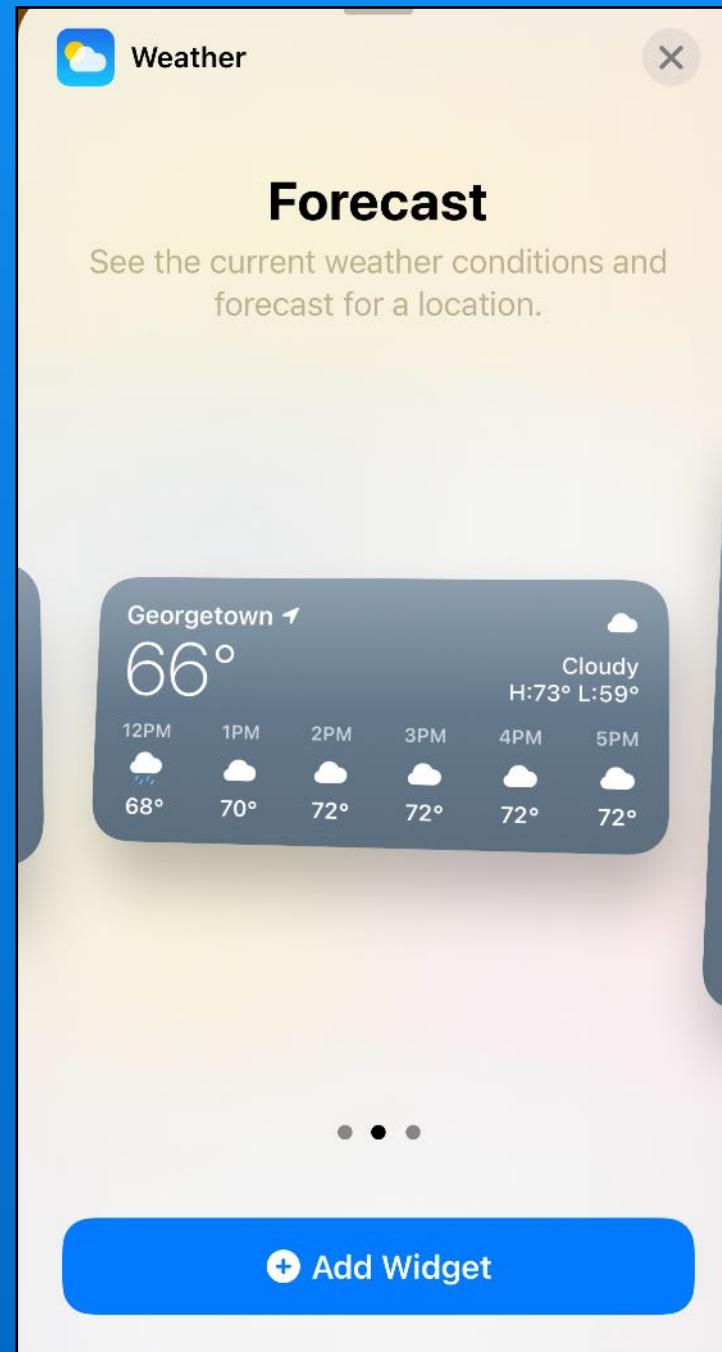 Weather
Forecast
See the current weather conditions and
forecast for a location.
Georgetown
66°
Cloudy
H:73° L:59°
12PM 1PM 2PM 3PM 4PM 5PM
68° 70° 72° 72° 72° 72°
Add Widget